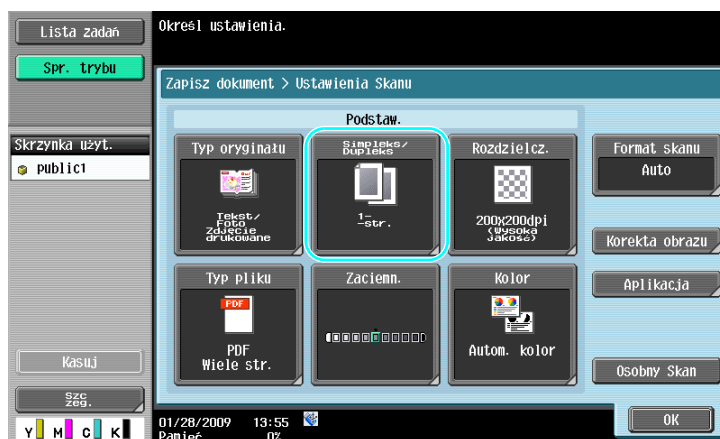 Lista zadań
Określ ustawienia.
Spr. trybu
Zapisz dokument > Ustawienia Skanu
Podstaw.
Skrzynka użyt.
public1
Typ oryginału
Tekst/
Foto
Zdjęcie
drukowane
Simpleks/
Dupleks
1-
-str.
Rozdzielcz.
200x200dpi
(Wysoka
Jakość)
Format skanu
Auto
Korekta obrazu
Typ pliku
PDF
PDF
Wiele str.
Zaciemn.
Kolor
Autom. kolor
Aplikacja
Kasuj
Osobny Skan
Szc
zeg.
OK
Y M C K
01/28/2009 13:55
Pamięć 0%